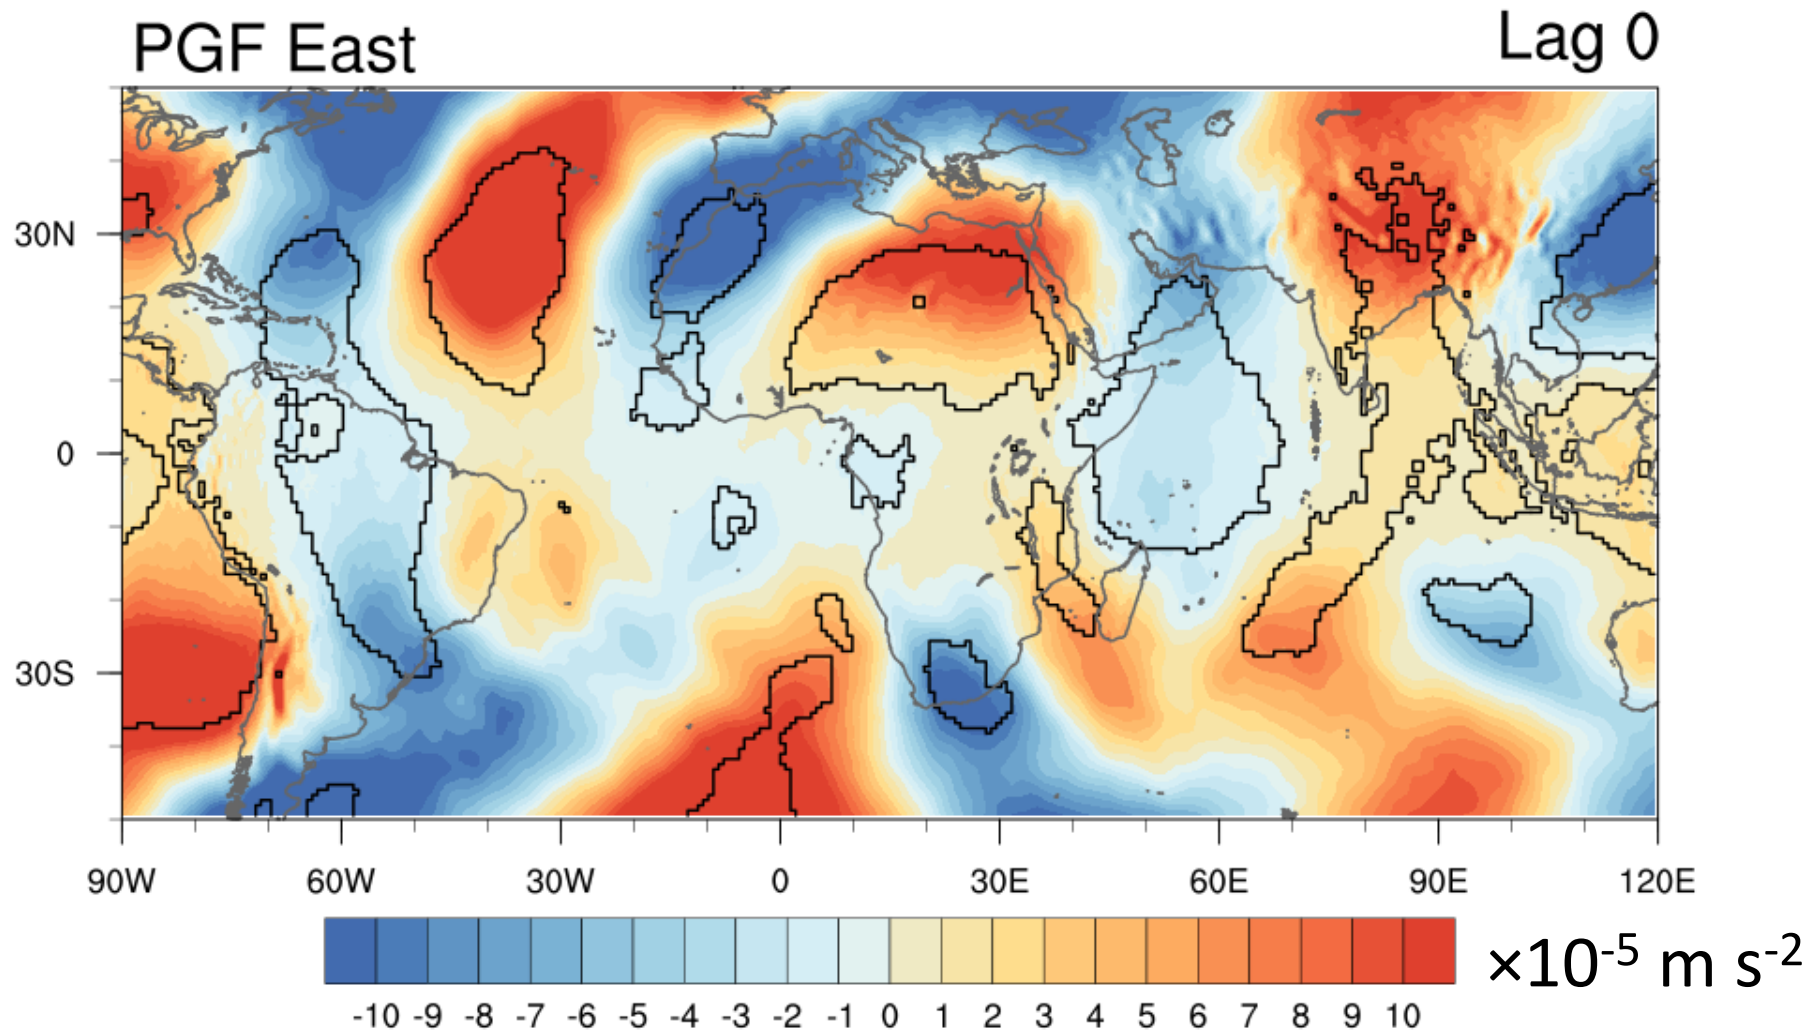 PGF East
Lag 0
30N
0
30S
90W 60W 30W 0 30E 60E 90E 120E
-10 -9 -8 -7 -6 -5 -4 -3 -2 -1 0 1 2 3 4 5 6 7 8 9 10
×10⁻⁵ m s⁻²